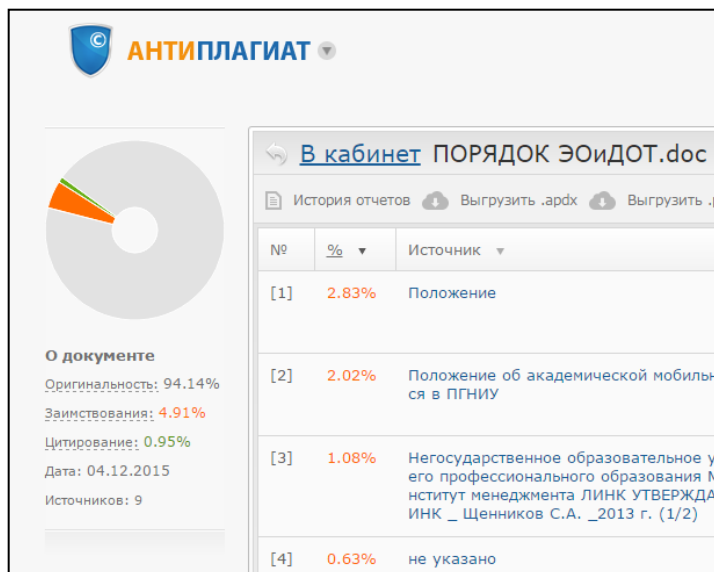 ©
АНТИПЛАГИАТ
В кабинет ПОРЯДОК ЭОиДОТ.doc
История отчетов Выгрузить .apdx Выгрузить
№ % Источник
[1] 2.83% Положение
[2] 2.02% Положение об академической
ся в ПГНИУ
[3] 1.08% Негосударственное образовательное
его профессионального образования
нститут менеджмента ЛИНК
ИНК _ Щенников С.А. _2013 г. (1/2)
[4] 0.63% не указано
О документе
Оригинальность: 94.14%
Заимствования: 4.91%
Цитирование: 0.95%
Дата: 04.12.2015
Источников: 9